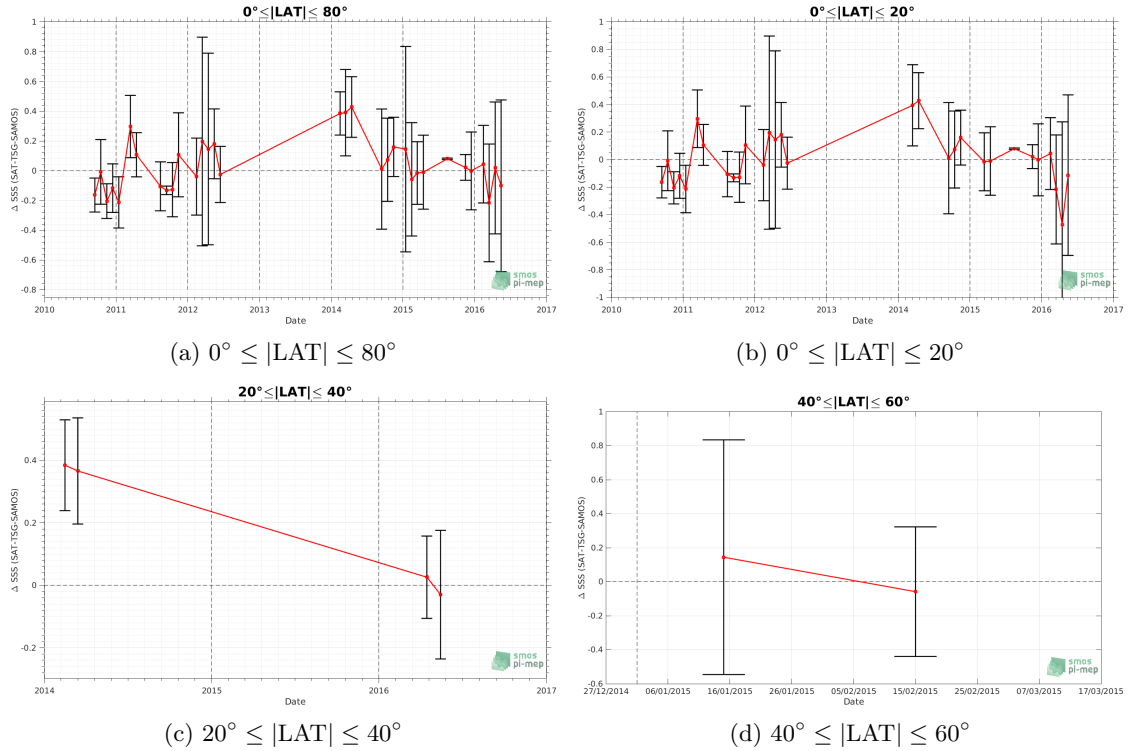 0°≤|LAT|≤ 80°
1
0.8
0.6
0.4
0.2
0
-0.2
-0.4
-0.6
-0.8
Δ SSS (SAT-TSG-SAMOS)
2010 2011 2012 2013 2014 2015 2016 2017
Date
smos
pi-mep
(a) 0° ≤ |LAT| ≤ 80°
0°≤|LAT|≤ 20°
1
0.8
0.6
0.4
0.2
0
-0.2
-0.4
-0.6
-0.8
-1
Δ SSS (SAT-TSG-SAMOS)
2010 2011 2012 2013 2014 2015 2016 2017
Date
smos
pi-mep
(b) 0° ≤ |LAT| ≤ 20°
20°≤|LAT|≤ 40°
0.4
0.2
0
-0.2
Δ SSS (SAT-TSG-SAMOS)
2014 2015 2016 2017
Date
smos
pi-mep
(c) 20° ≤ |LAT| ≤ 40°
40°≤|LAT|≤ 60°
1
0.8
0.6
0.4
0.2
0
-0.2
-0.4
-0.6
Δ SSS (SAT-TSG-SAMOS)
27/12/2014 06/01/2015 16/01/2015 26/01/2015 05/02/2015 15/02/2015 25/02/2015 07/03/2015 17/03/2015
Date
smos
pi-mep
(d) 40° ≤ |LAT| ≤ 60°